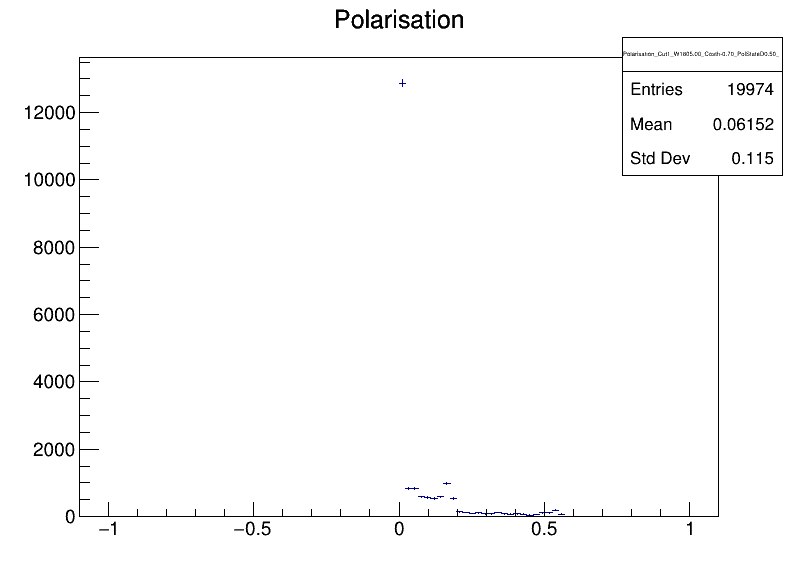 Polarisation
Polarisation_Cut1_W1605.00_Costh-0.70_PolStateD0.50_
Entries 19974
Mean 0.06152
Std Dev 0.115
12000
10000
8000
6000
4000
2000
0
−1 −0.5 0 0.5 1